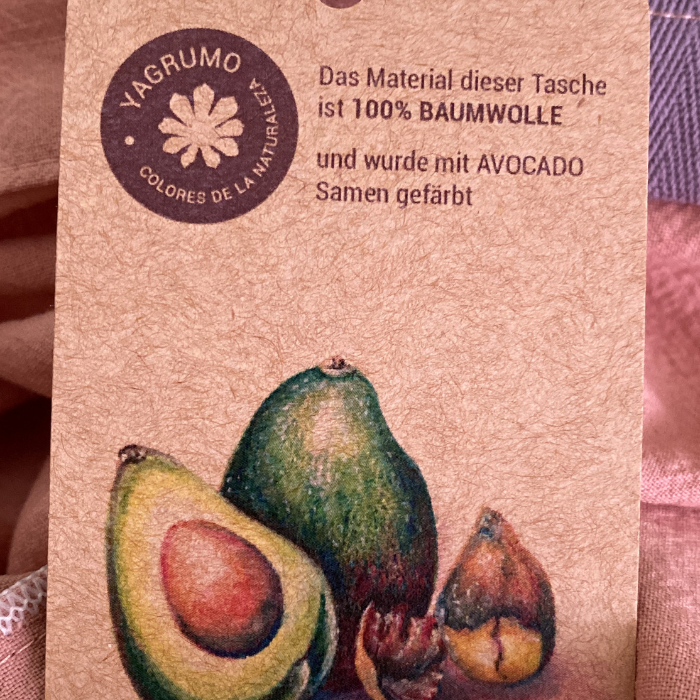 YAGRUMO
COLORES DE LA NATURALEZA
Das Material dieser Tasche
ist 100% BAUMWOLLE
und wurde mit AVOCADO
Samen gefärbt